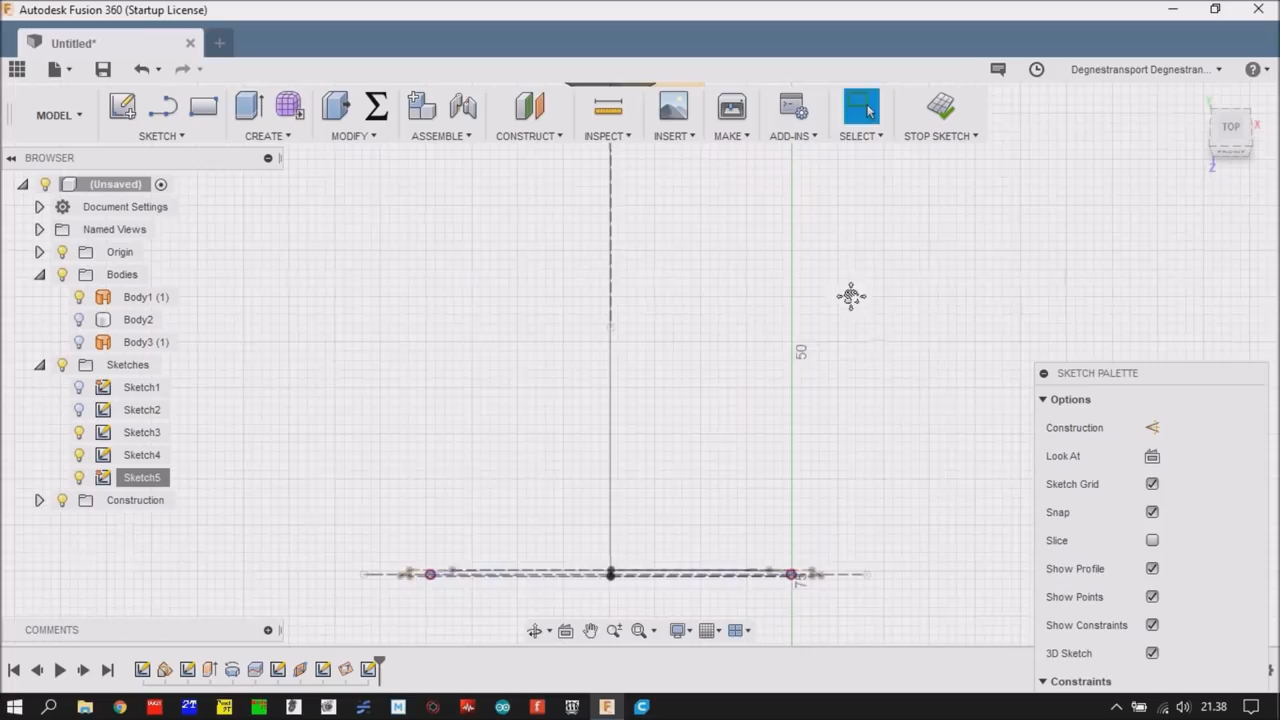 Autodesk Fusion 360 (Startup License)
Untitled*
Degnestransport Degnestran...
MODEL
SKETCH
CREATE
MODIFY
ASSEMBLE
CONSTRUCT
INSPECT
INSERT
MAKE
ADD-INS
SELECT
STOP SKETCH
TOP
X
Y
Z
BROWSER
(Unsaved)
Document Settings
Named Views
Origin
Bodies
Body1 (1)
Body2
Body3 (1)
Sketches
Sketch1
Sketch2
Sketch3
Sketch4
Sketch5
Construction
50
75
SKETCH PALETTE
Options
Construction
Look At
Sketch Grid
Snap
Slice
Show Profile
Show Points
Show Constraints
3D Sketch
Constraints
COMMENTS
21.38